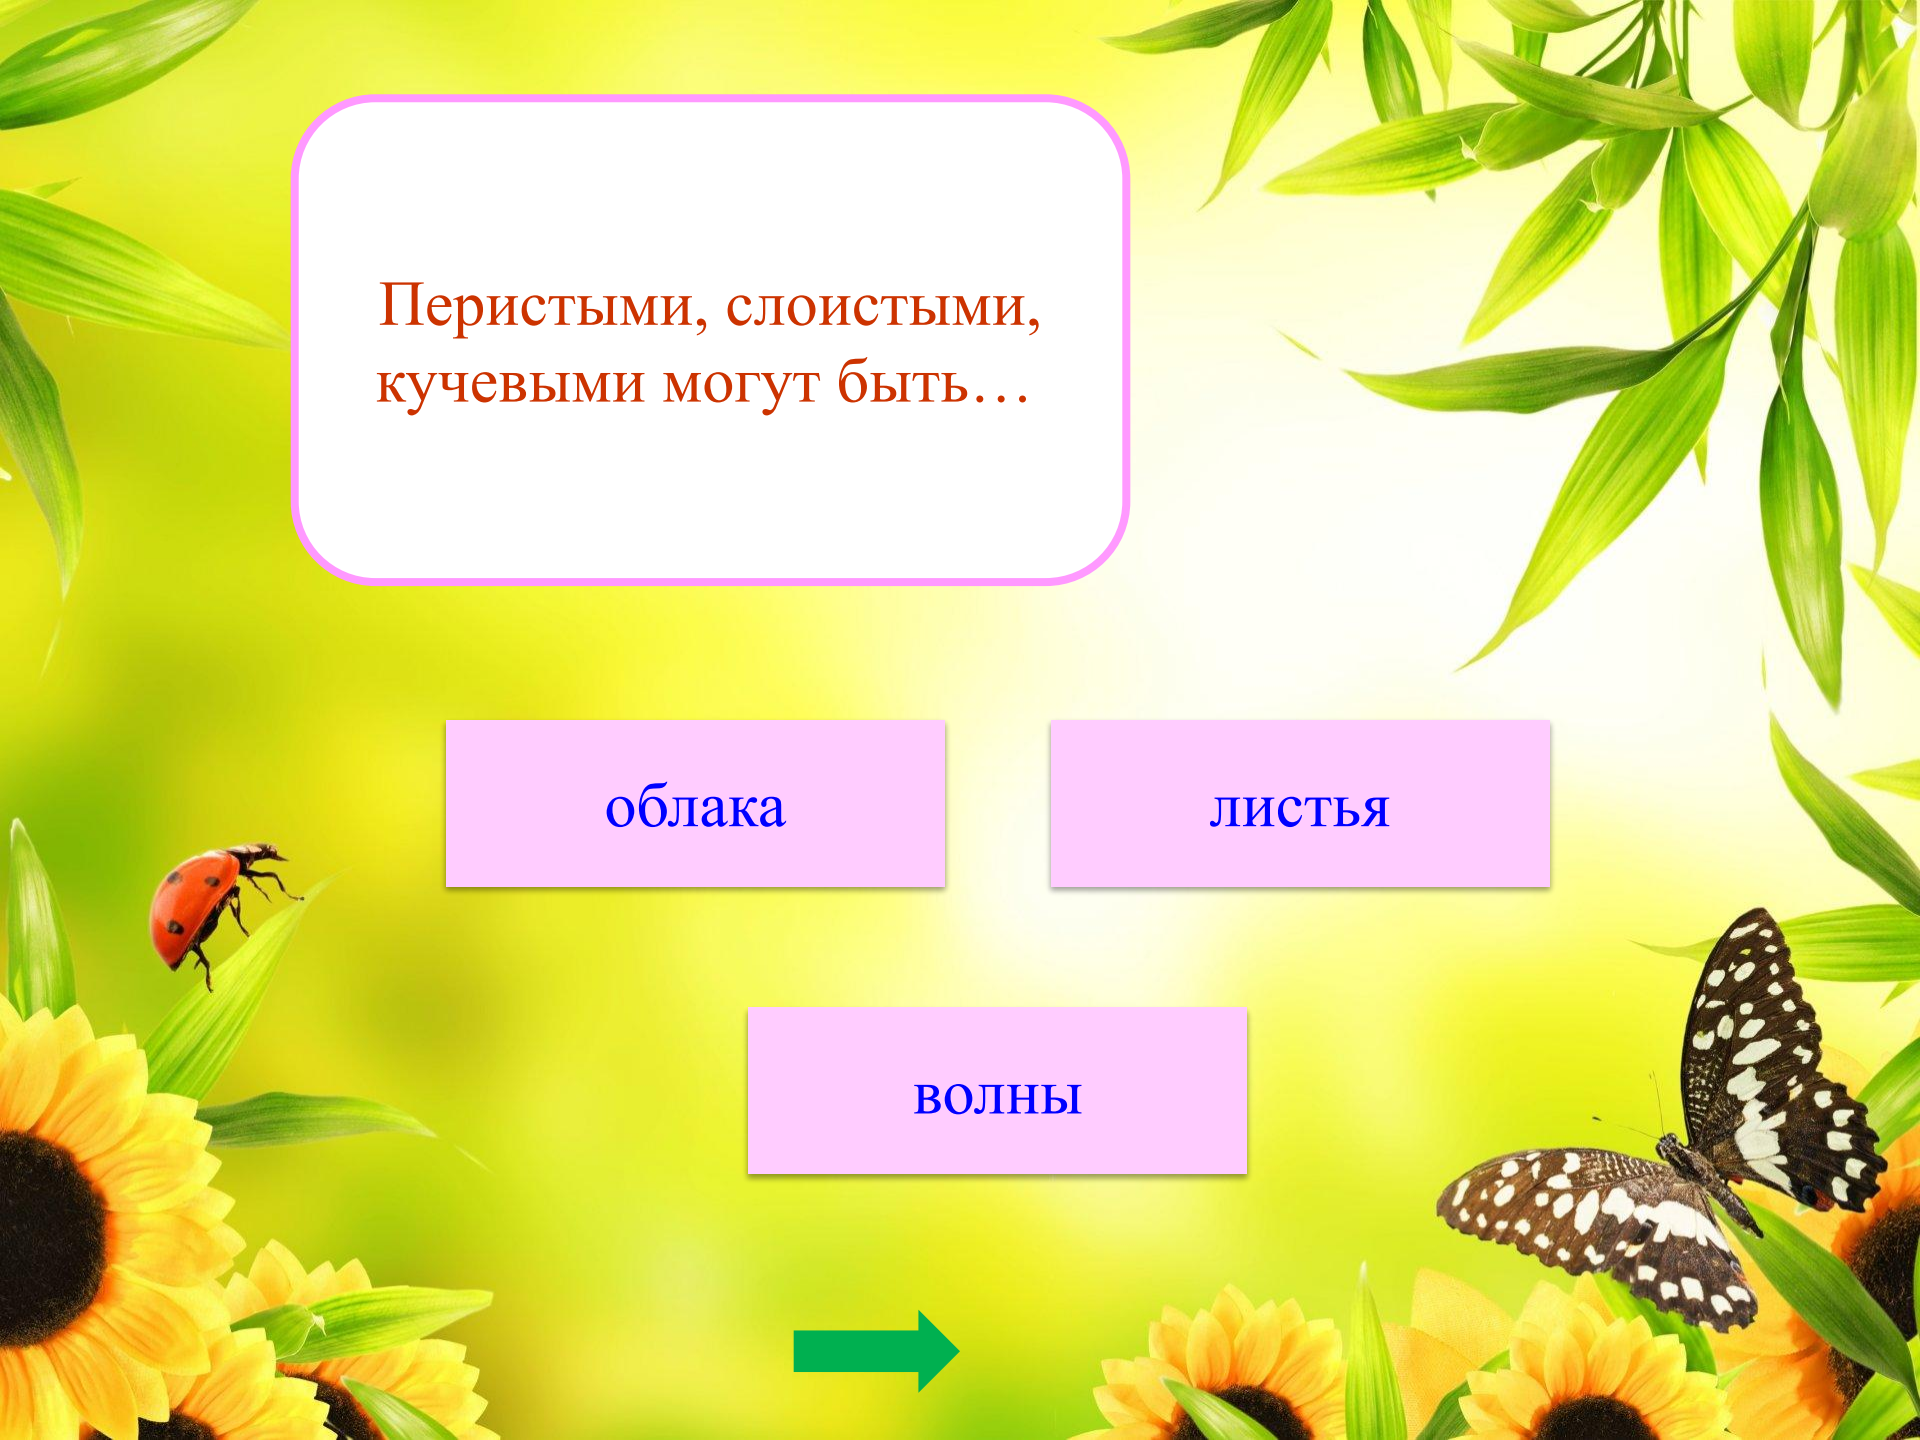 Перистыми, слоистыми,
кучевыми могут быть…
облака
листья
волны